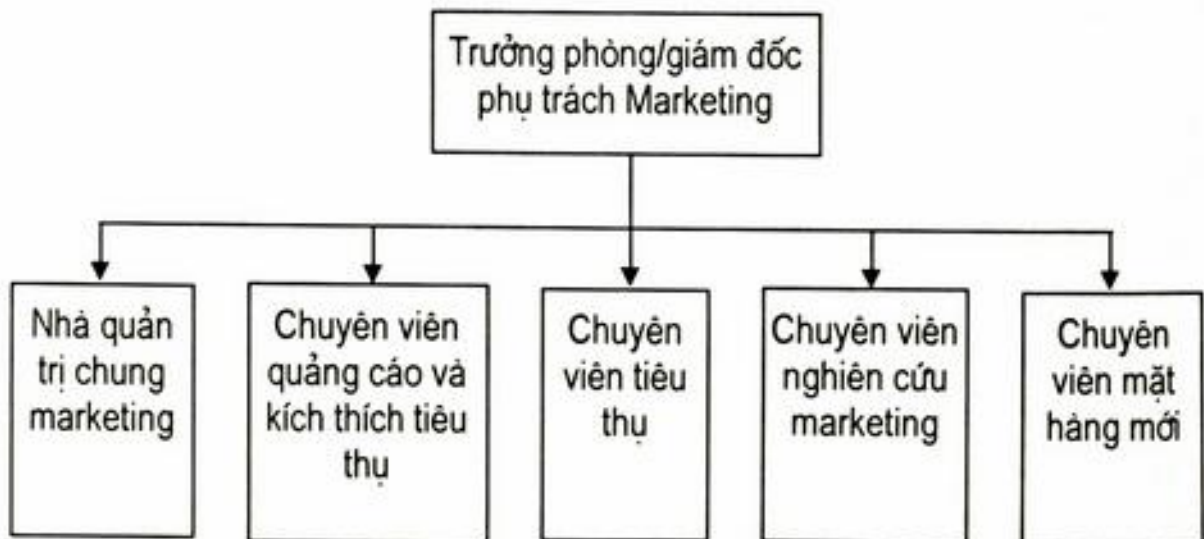 Trưởng phòng/giám đốc
phụ trách Marketing
Nhà quản
trị chung
marketing
Chuyên viên
quảng cáo và
kích thích tiêu
thụ
Chuyên
viên tiêu
thụ
Chuyên viên
nghiên cứu
marketing
Chuyên
viên mặt
hàng mới